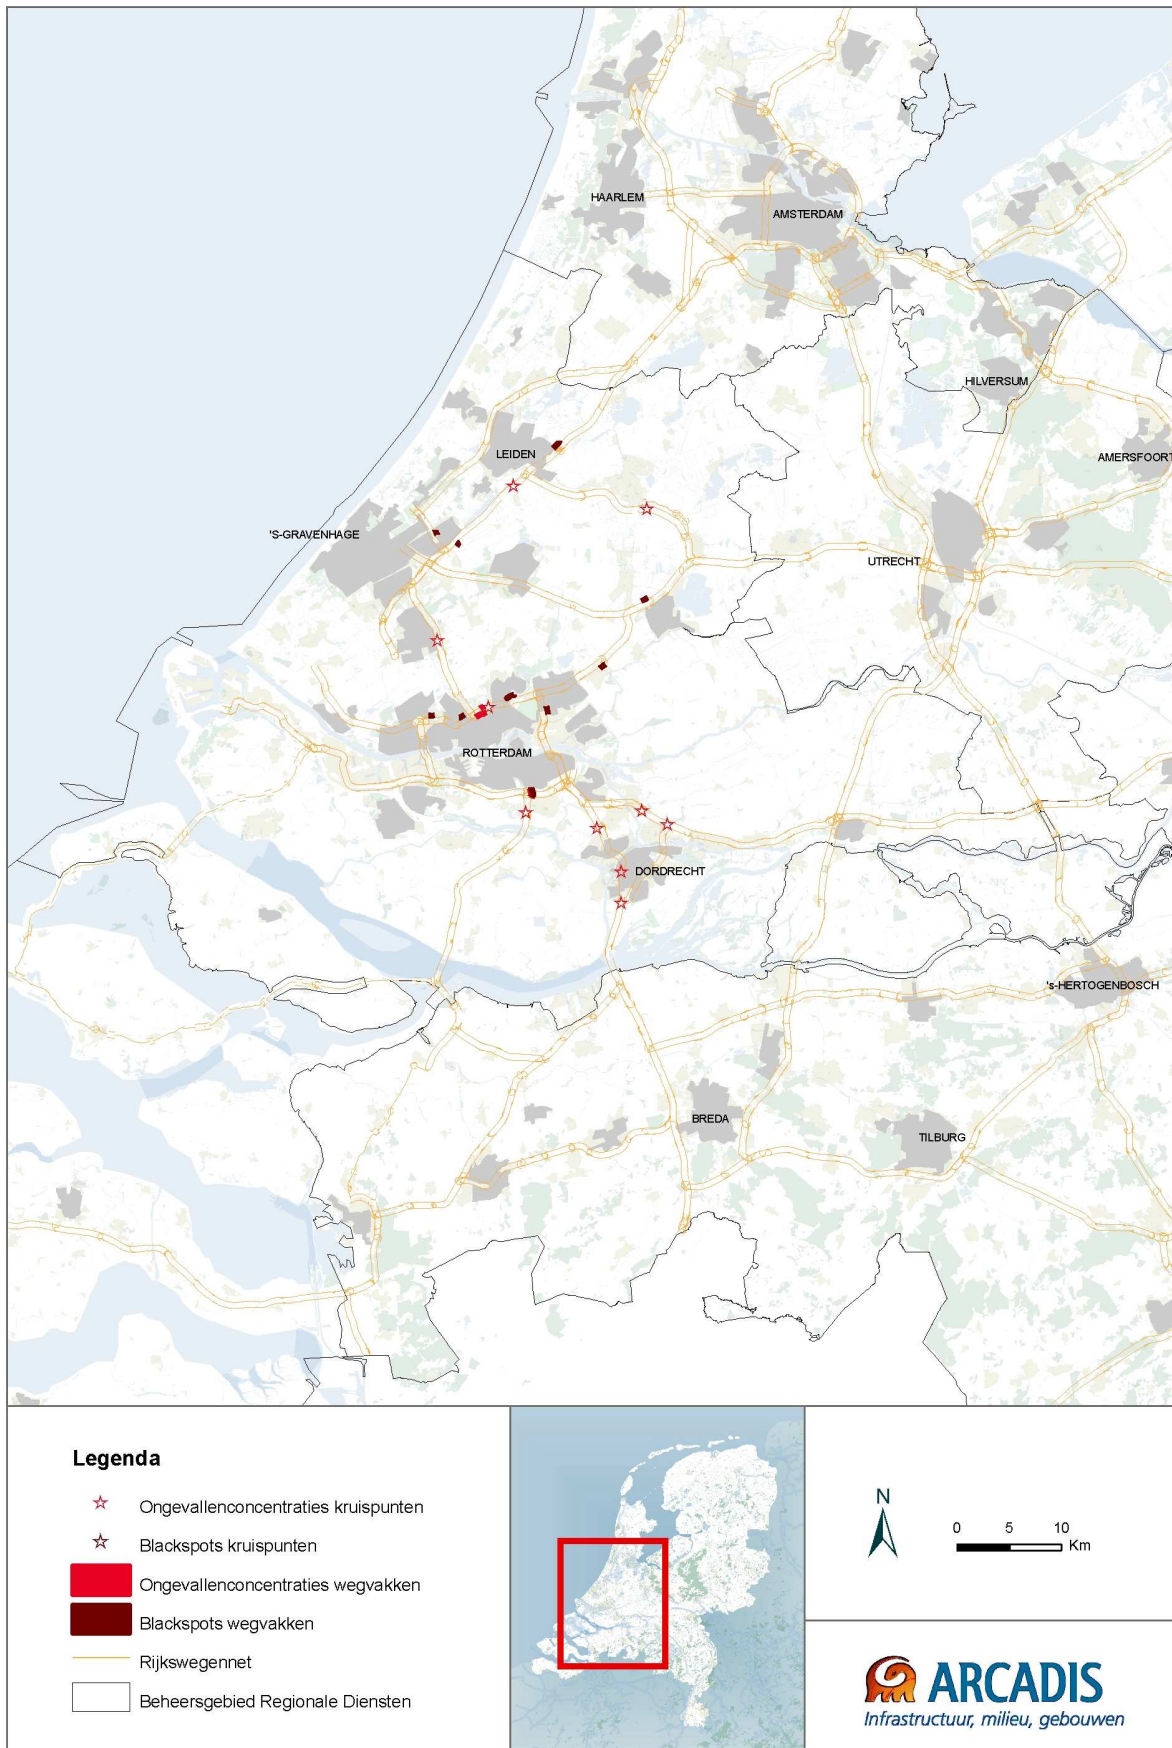 HAARLEM
AMSTERDAM
HILVERSUM
LEIDEN
AMERSFOORT
'S-GRAVENHAGE
UTRECHT
ROTTERDAM
DORDRECHT
's-HERTOGENBOSCH
BREDA
TILBURG
Legenda
Ongevallenconcentraties kruispunten
Blackspots kruispunten
Ongevallenconcentraties wegvakken
Blackspots wegvakken
Rijkswegennet
Beheersgebied Regionale Diensten
N
0 5 10
Km
ARCADIS
Infrastructuur, milieu, gebouwen